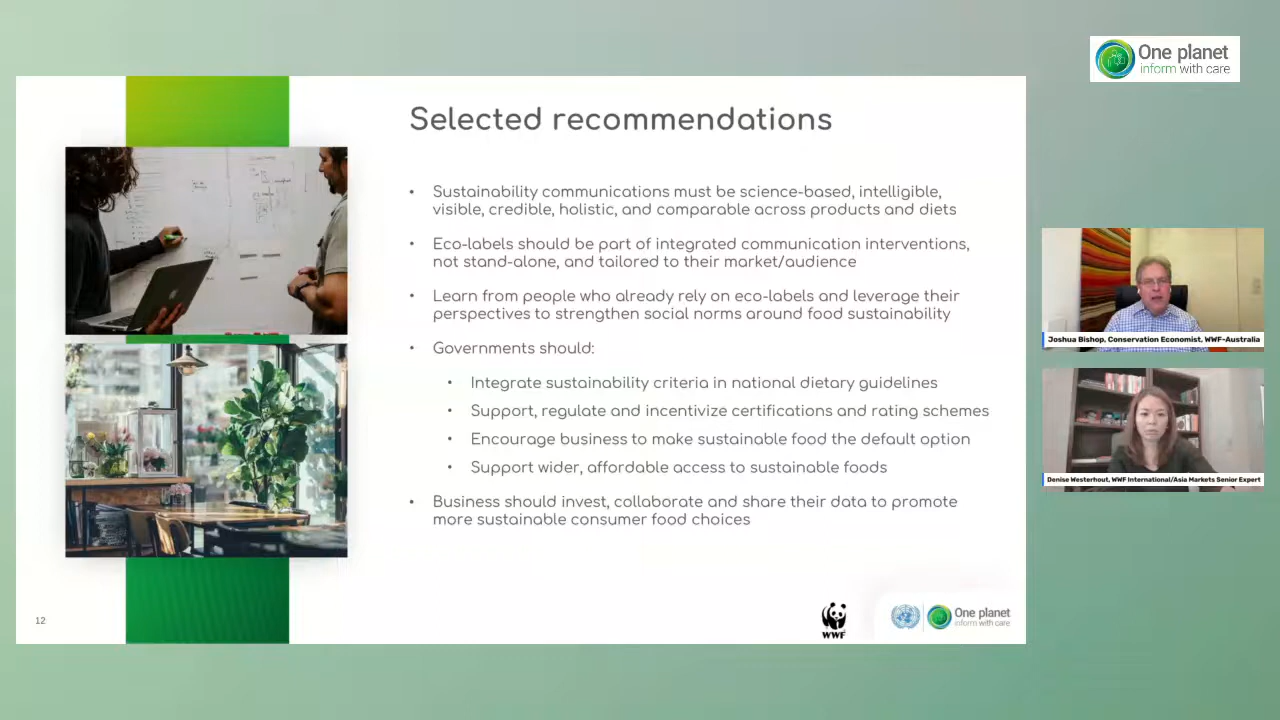 One planet
inform with care
Selected recommendations
• Sustainability communications must be science-based, intelligible,
visible, credible, holistic, and comparable across products and diets
• Eco-labels should be part of integrated communication interventions,
not stand-alone, and tailored to their market/audience
• Learn from people who already rely on eco-labels and leverage their
perspectives to strengthen social norms around food sustainability
• Governments should:
• Integrate sustainability criteria in national dietary guidelines
• Support, regulate and incentivize certifications and rating schemes
• Encourage business to make sustainable food the default option
• Support wider, affordable access to sustainable foods
• Business should invest, collaborate and share their data to promote
more sustainable consumer food choices
12
WWF
One planet
inform with care
Joshua Bishop, Conservation Economist, WWF-Australia
Denise Westerhout, WWF International/Asia Markets Senior Expert